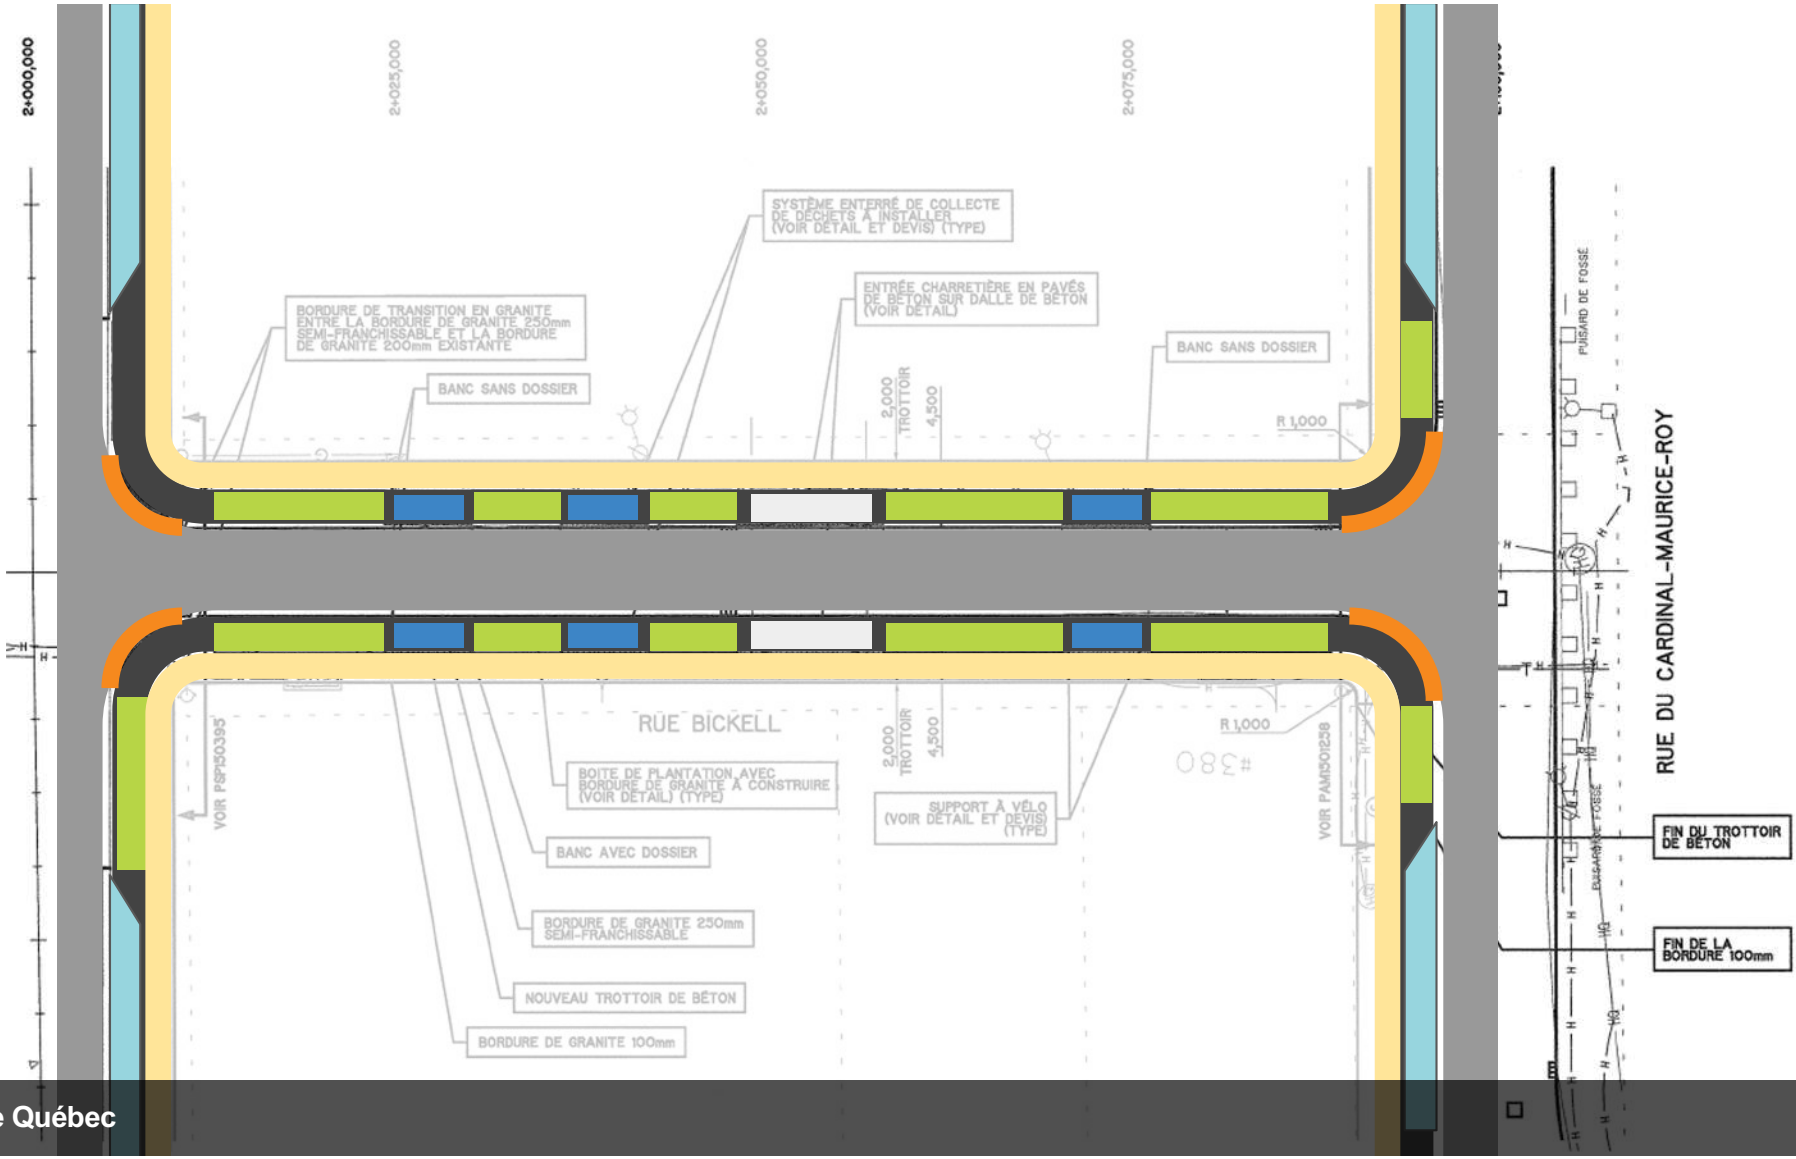 2+000,000
2+025,000
2+050,000
2+075,000
SYSTÈME ENTERRÉ DE COLLECTE
DE DÉCHETS À INSTALLER
(VOIR DÉTAIL ET DEVIS) (TYPE)
ENTRÉE CHARRETIÈRE EN PAVÉS
DE BÉTON SUR DALLE DE BÉTON
(VOIR DÉTAIL)
BORDURE DE TRANSITION EN GRANITE
ENTRE LA BORDURE DE GRANITE 250mm
SEMI-FRANCHISSABLE ET LA BORDURE
DE GRANITE 200mm EXISTANTE
BANC SANS DOSSIER
BANC SANS DOSSIER
2,000
TROTTOIR
4,500
R 1,000
PUISARD DE FOSSÉ
RUE DU CARDINAL-MAURICE-ROY
RUE BICKELL
VOIR PSP150395
2,000
TROTTOIR
4,500
R 1,000
#380
VOIR PAM1501258
BOITE DE PLANTATION AVEC
BORDURE DE GRANITE À CONSTRUIRE
(VOIR DÉTAIL) (TYPE)
SUPPORT À VÉLO
(VOIR DÉTAIL ET DEVIS)
(TYPE)
BANC AVEC DOSSIER
BORDURE DE GRANITE 250mm
SEMI-FRANCHISSABLE
NOUVEAU TROTTOIR DE BÉTON
BORDURE DE GRANITE 100mm
PUISARD DE FOSSÉ
FIN DU TROTTOIR
DE BÉTON
FIN DE LA
BORDURE 100mm
e Québec